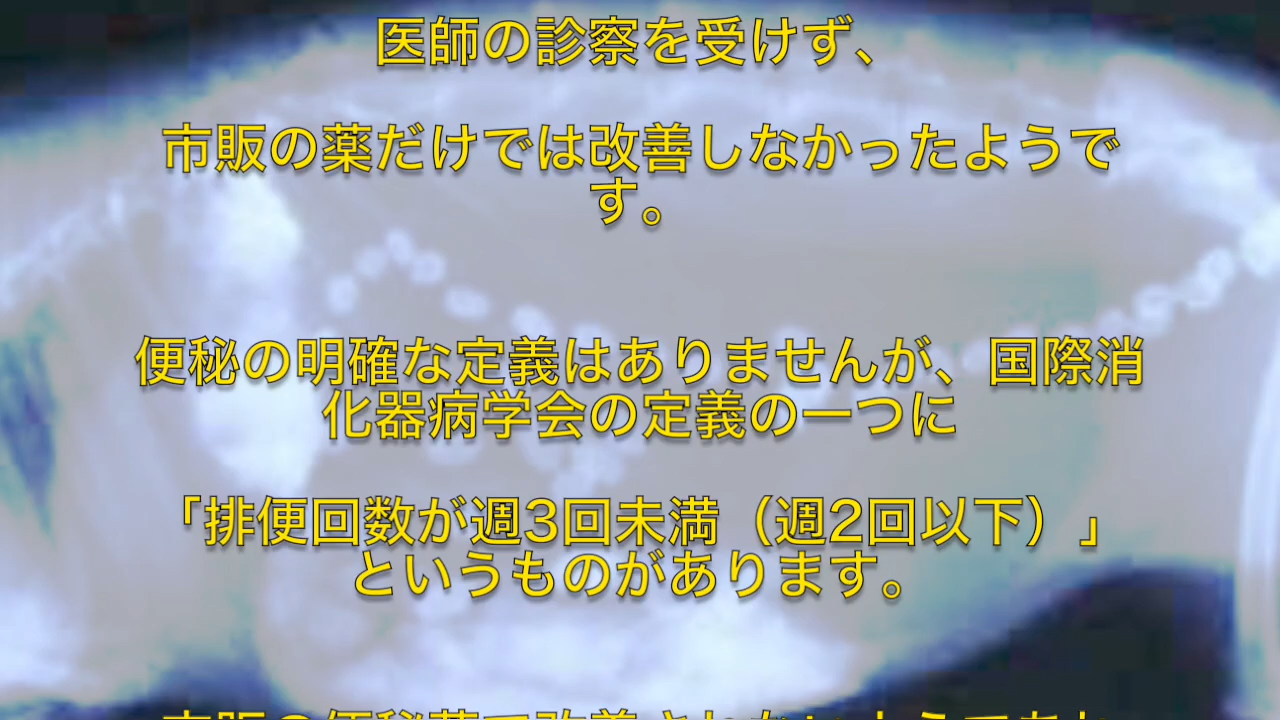 医師の診察を受けず、
市販の薬だけでは改善しなかったようで
す。
便秘の明確な定義はありませんが、国際消
化器病学会の定義の一つに
「排便回数が週3回未満（週2回以下）」
というものがあります。